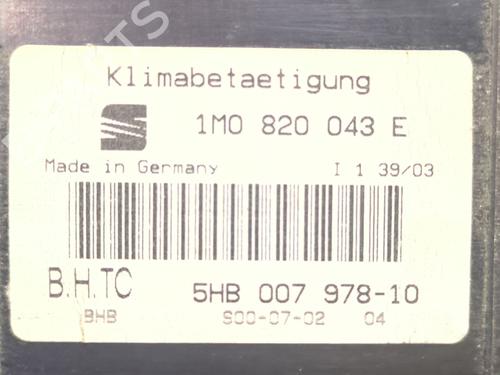 Klimabetaetigung
1M0 820 043 E
Made in Germany I 1 39/03
B.H.TC 5HB 007 978-10
BHB S00-07-02 04